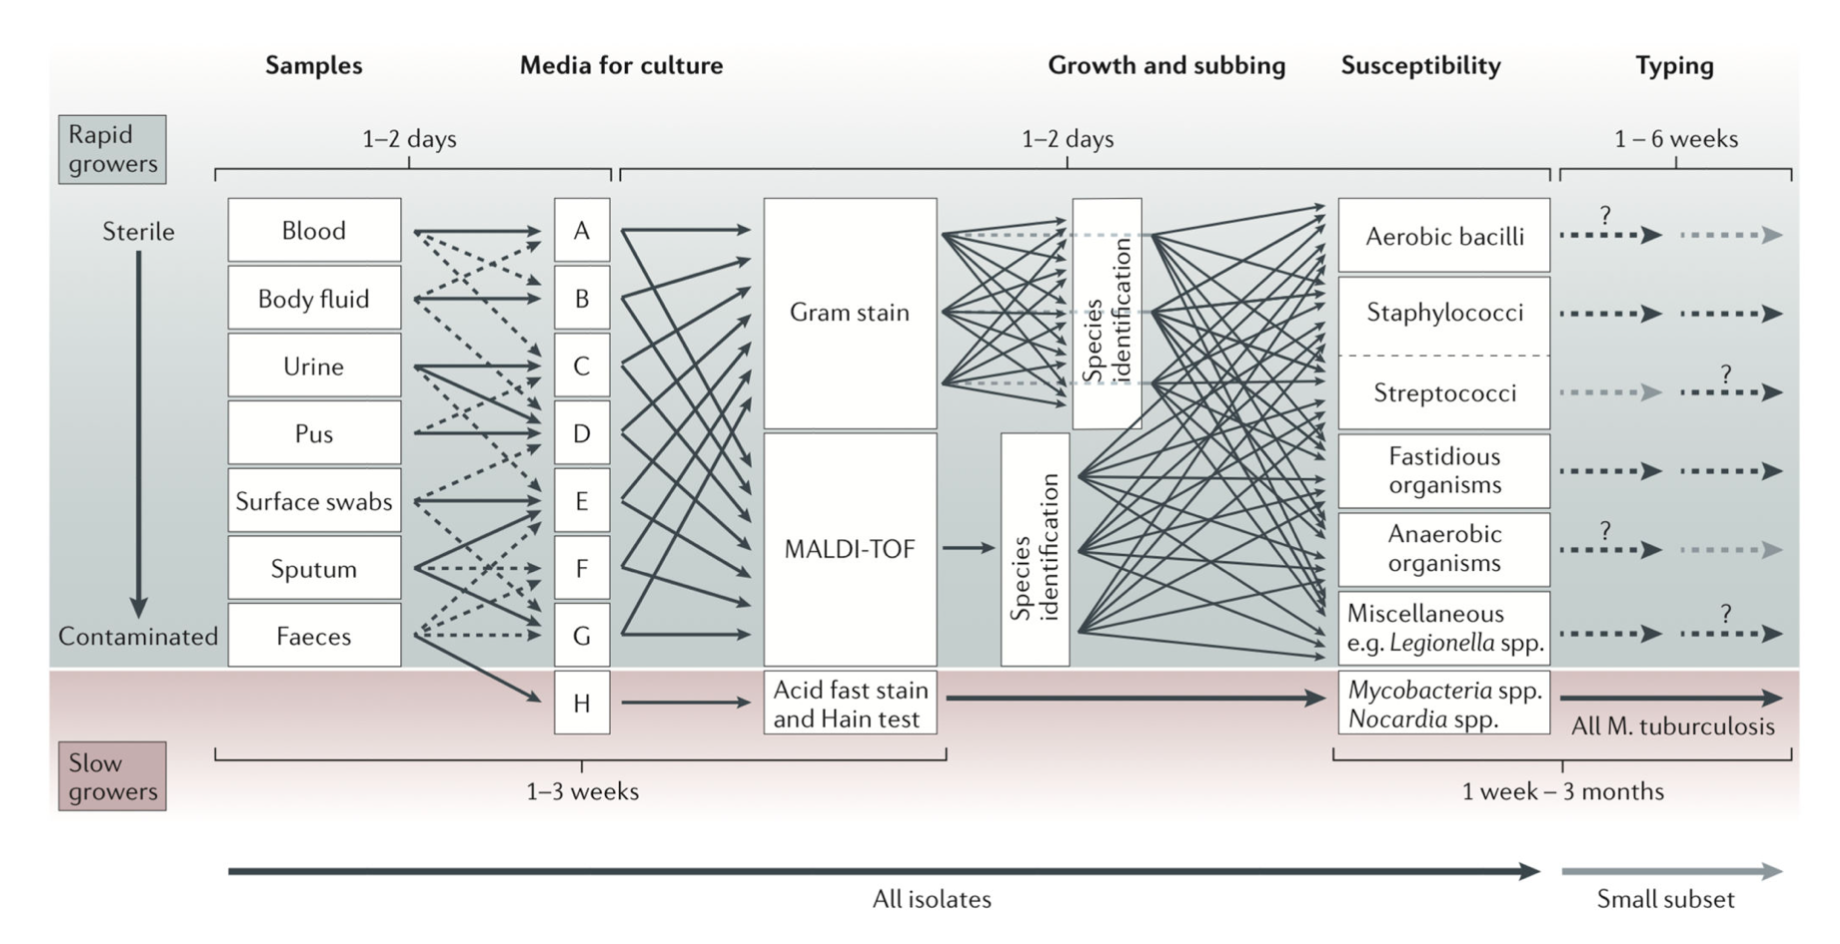 Samples
Media for culture
Growth and subbing
Susceptibility
Typing
Rapid
growers
1–2 days
1–2 days
1 – 6 weeks
Sterile
Contaminated
Blood
Body fluid
Urine
Pus
Surface swabs
Sputum
Faeces
A
B
C
D
E
F
G
H
Gram stain
MALDI-TOF
Acid fast stain
and Hain test
Species
identification
Species
identification
Aerobic bacilli
Staphylococci
Streptococci
Fastidious
organisms
Anaerobic
organisms
Miscellaneous
e.g. Legionella spp.
Mycobacteria spp.
Nocardia spp.
?
?
?
?
All M. tuburculosis
Slow
growers
1–3 weeks
1 week – 3 months
All isolates
Small subset